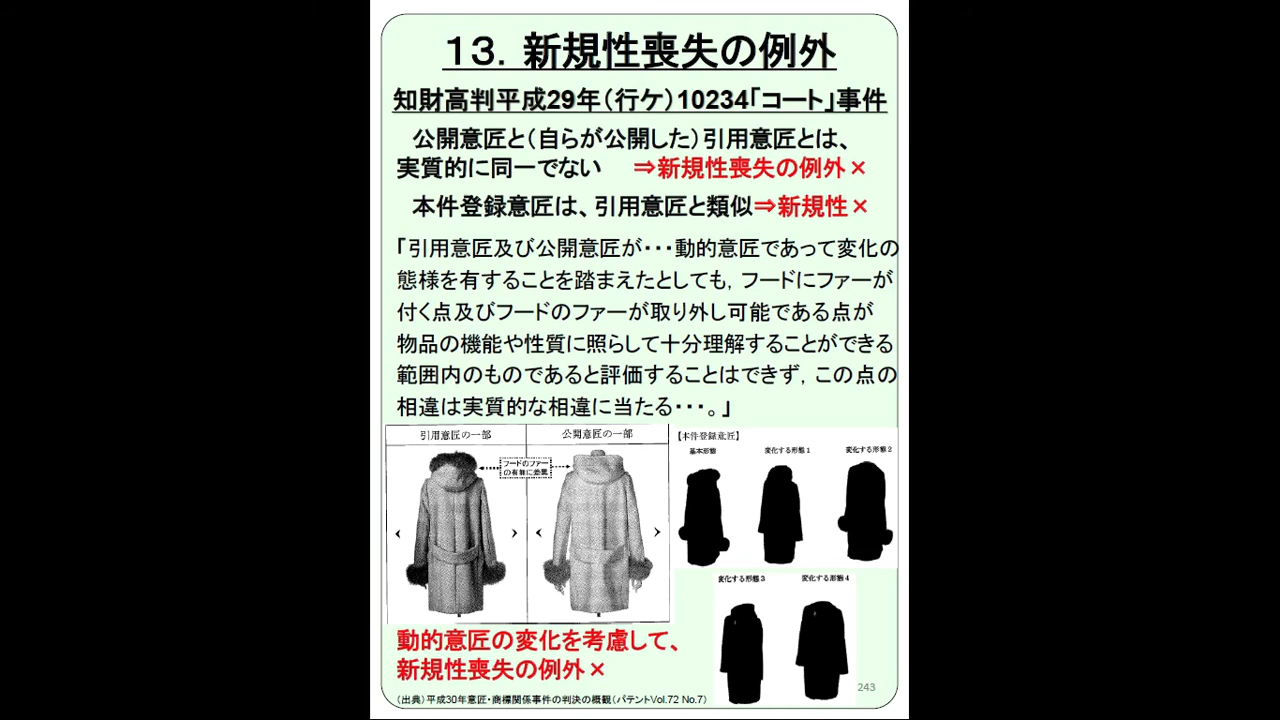 13．新規性喪失の例外
知財高判平成29年（行ケ）10234「コート」事件
公開意匠と（自らが公開した）引用意匠とは、
実質的に同一でない　⇒新規性喪失の例外×
本件登録意匠は、引用意匠と類似⇒新規性×
「引用意匠及び公開意匠が・・・動的意匠であって変化の
態様を有することを踏まえたとしても，フードにファーが
付く点及びフードのファーが取り外し可能である点が
物品の機能や性質に照らして十分理解することができる
範囲内のものであると評価することはできず，この点の
相違は実質的な相違に当たる・・・。」
引用意匠の一部
公開意匠の一部
フードのファー
の有無に差異
【本件登録意匠】
基本形態
変化する形態１
変化する形態２
変化する形態３
変化する形態４
動的意匠の変化を考慮して、
新規性喪失の例外×
（出典）平成30年意匠・商標関係事件の判決の概観（パテントVol.72 No.7）
243